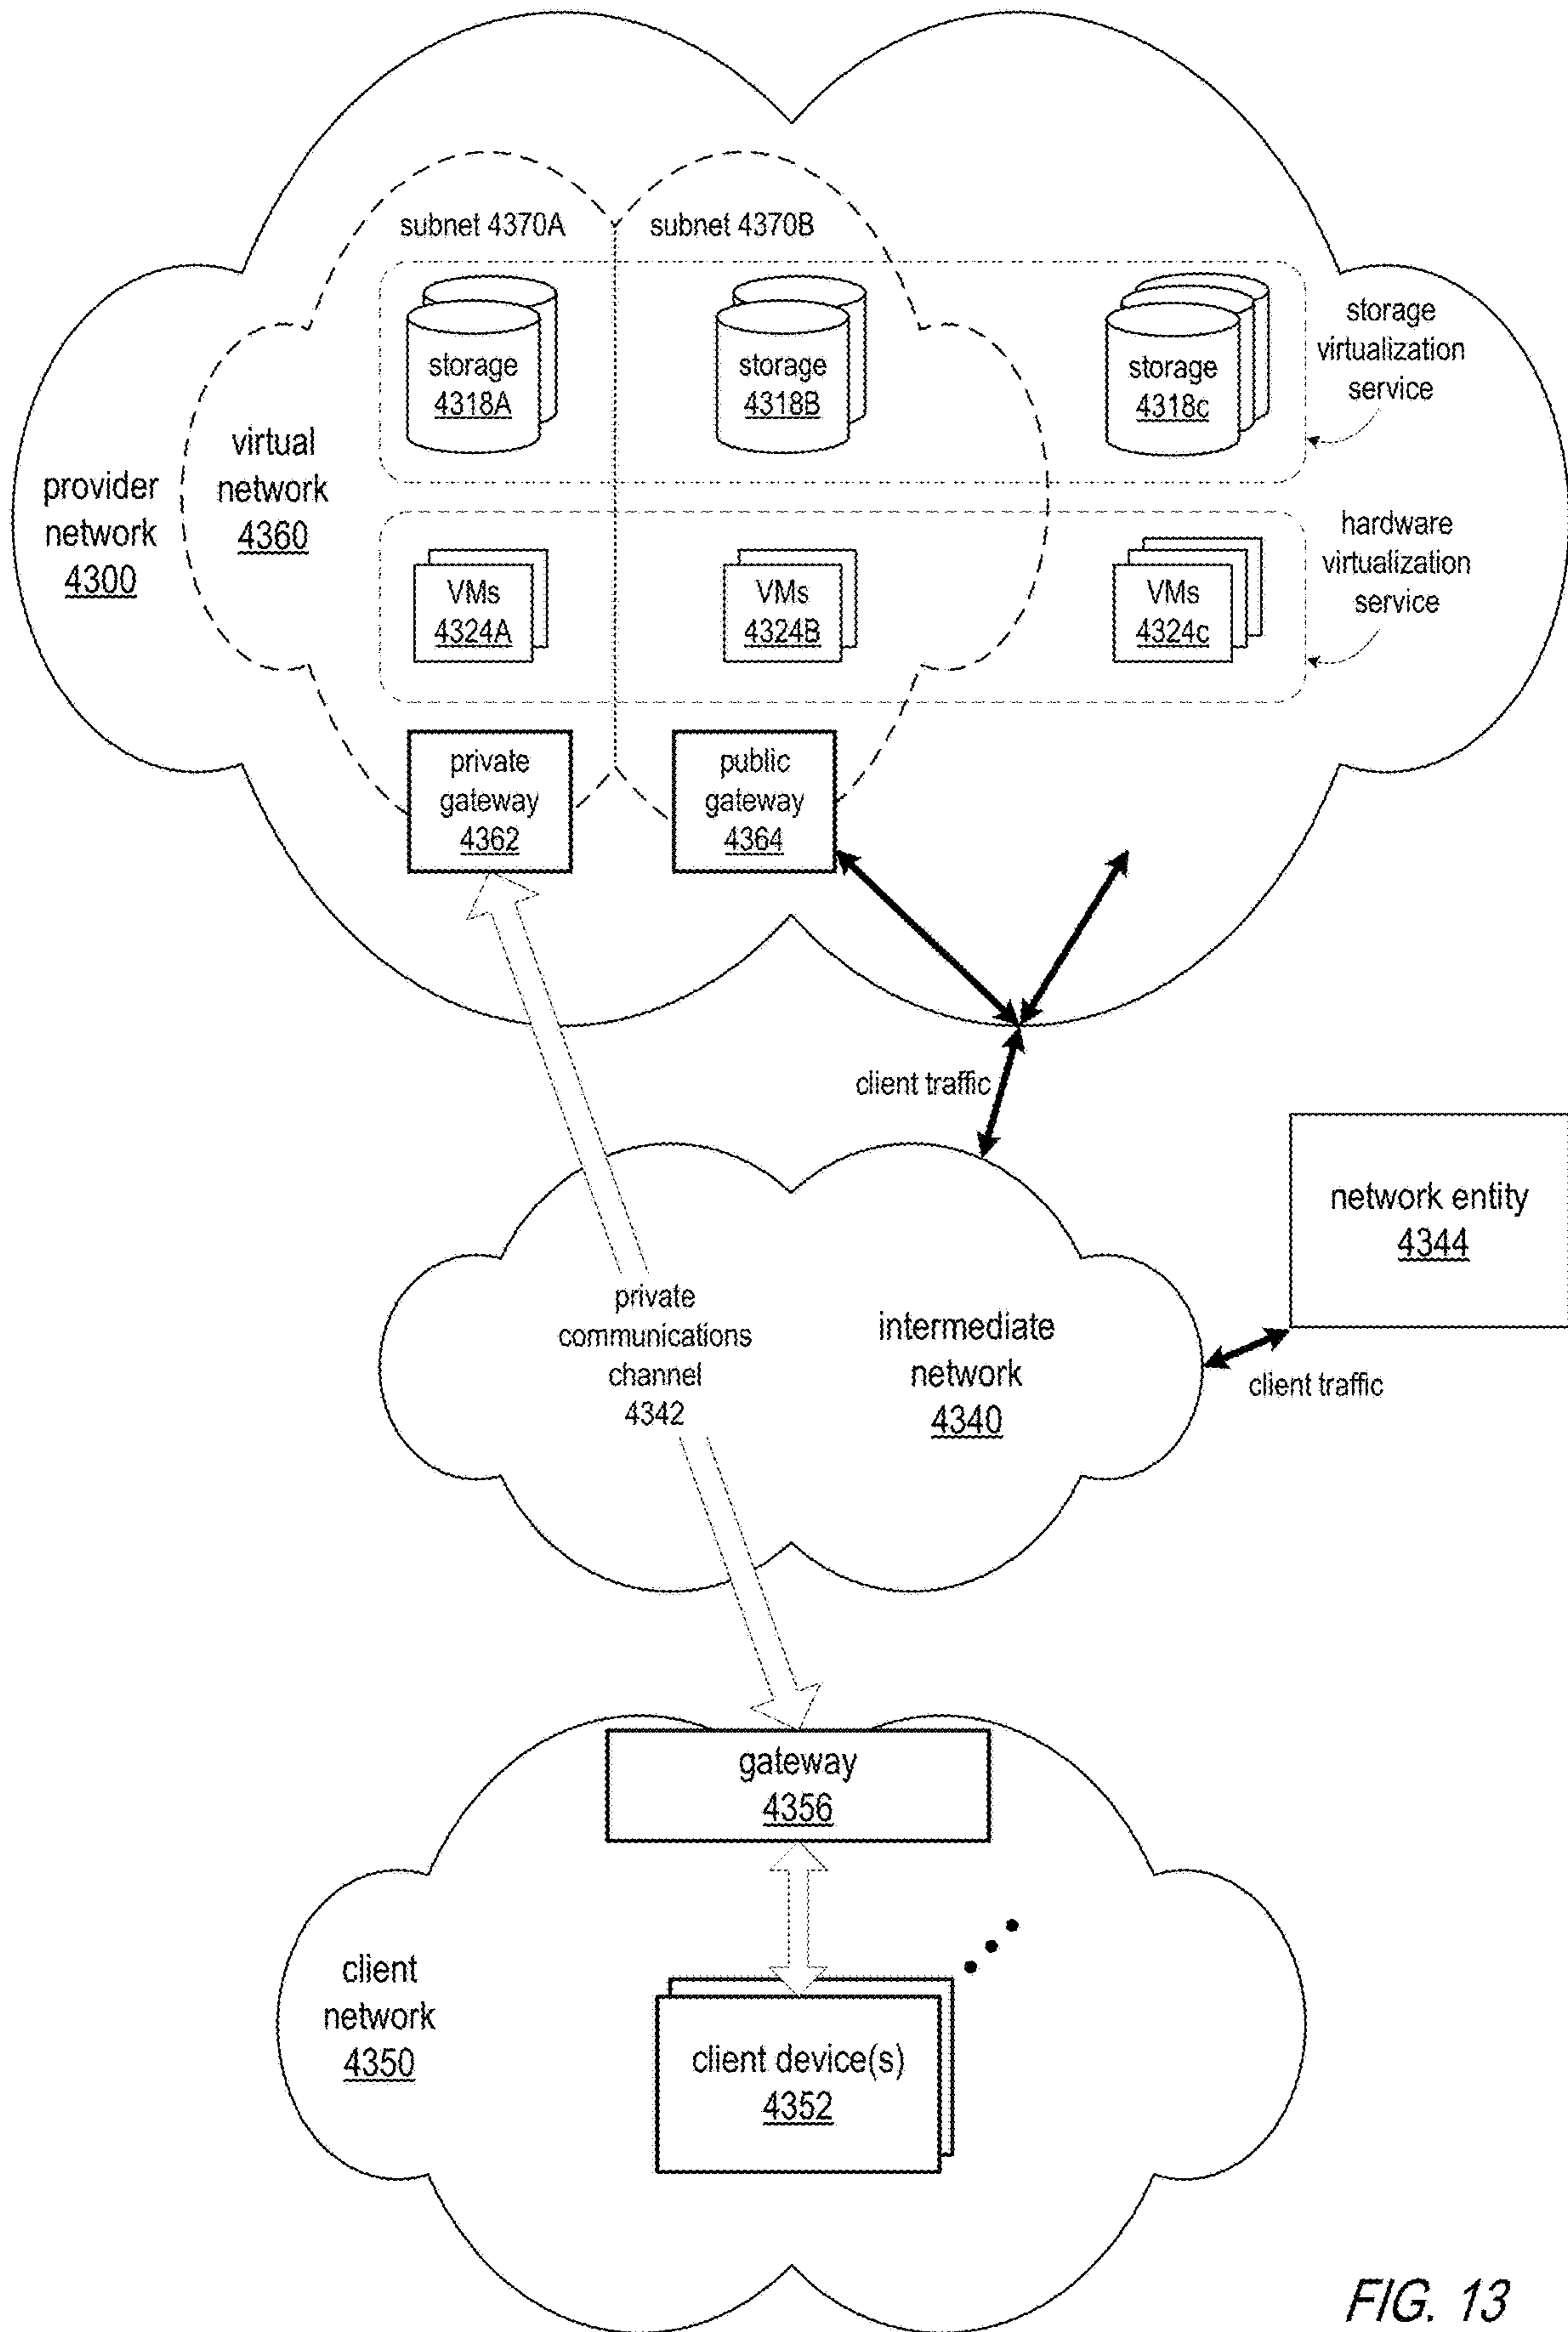 subnet 4370A
subnet 4370B
storage
4318A
storage
4318B
storage
4318c
storage
virtualization
service
provider
network
4300
virtual
network
4360
VMs
4324A
VMs
4324B
VMs
4324c
hardware
virtualization
service
private
gateway
4362
public
gateway
4364
client traffic
network entity
4344
client traffic
private
communications
channel
4342
intermediate
network
4340
gateway
4356
client
network
4350
client device(s)
4352
FIG. 13